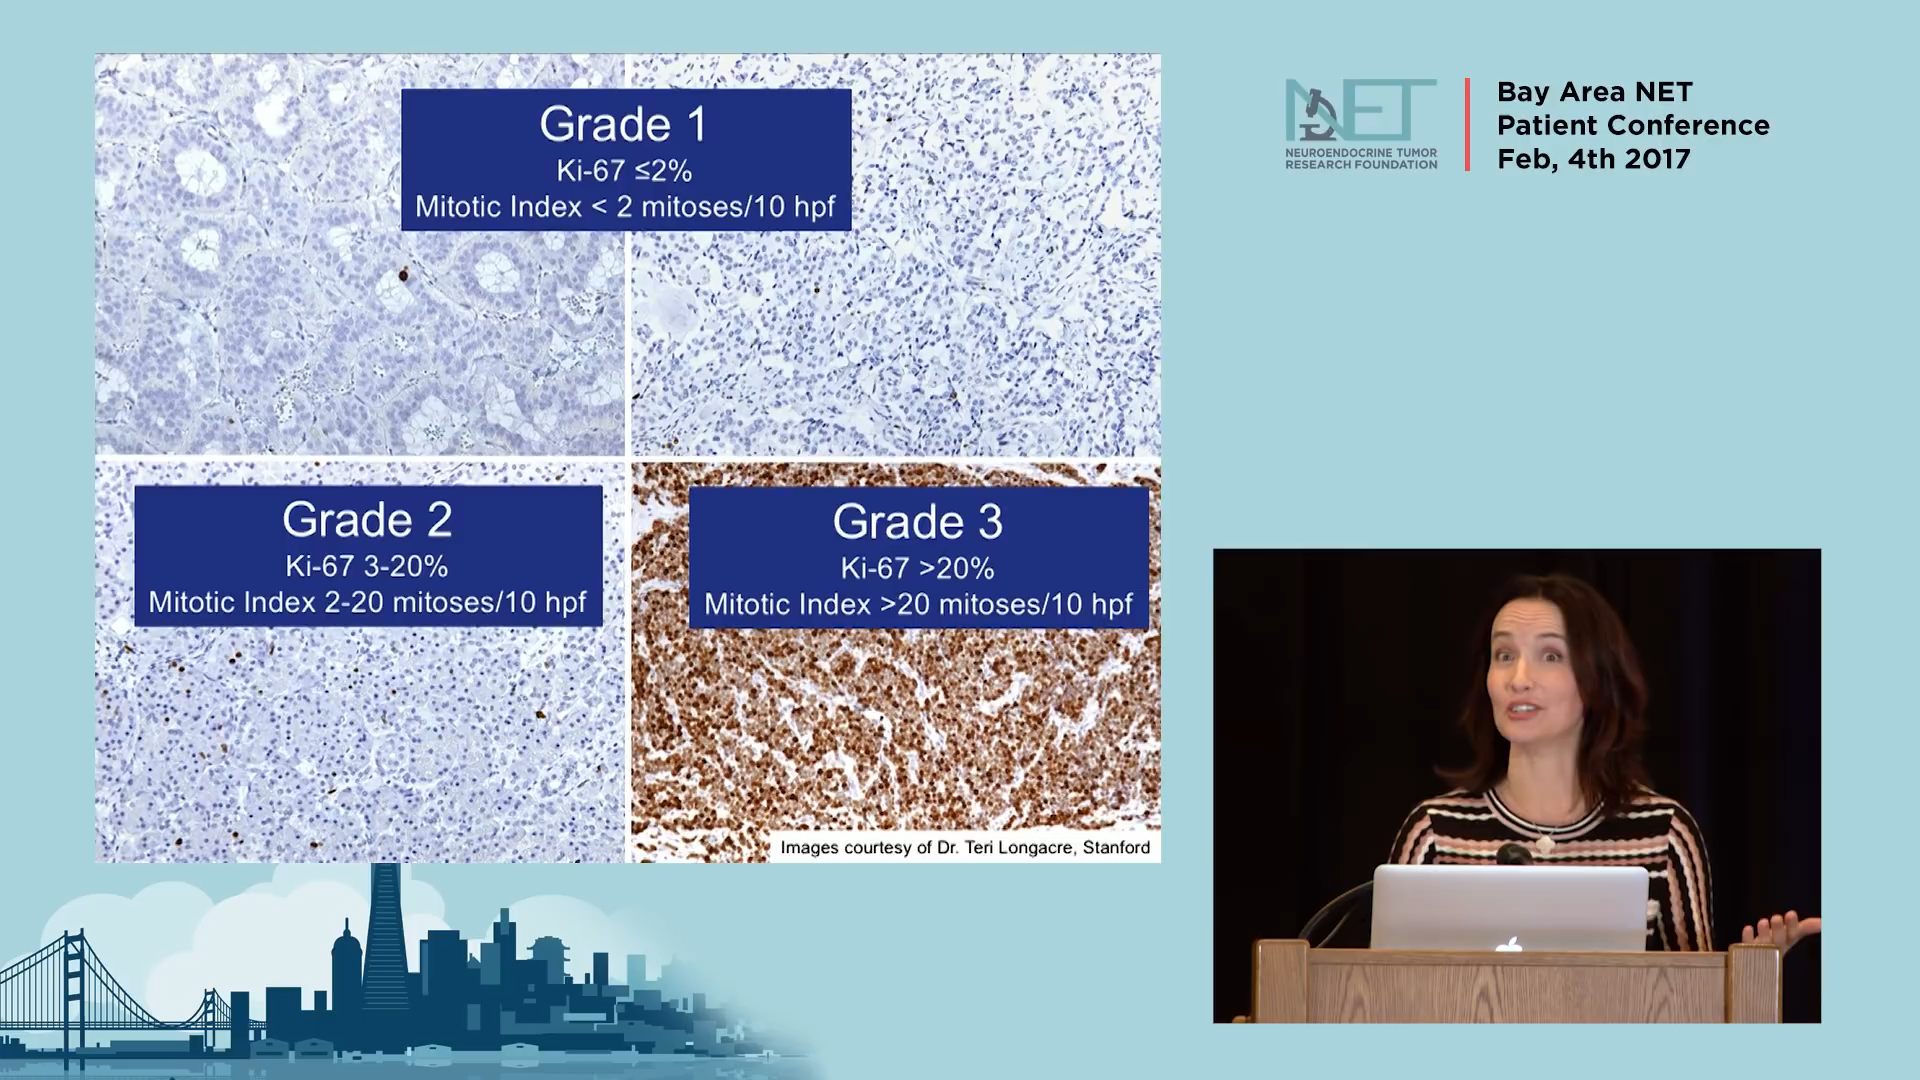 Grade 1
Ki-67 ≤2%
Mitotic Index < 2 mitoses/10 hpf
Grade 2
Ki-67 3-20%
Mitotic Index 2-20 mitoses/10 hpf
Grade 3
Ki-67 >20%
Mitotic Index >20 mitoses/10 hpf
Images courtesy of Dr. Teri Longacre, Stanford
NET
NEUROENDOCRINE TUMOR
RESEARCH FOUNDATION
Bay Area NET
Patient Conference
Feb, 4th 2017